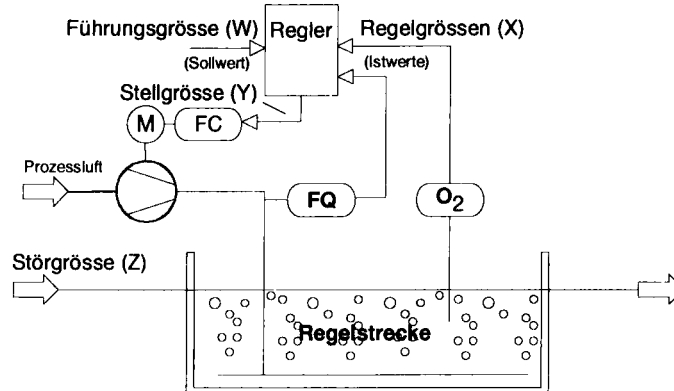 Führungsgrösse (W)
(Sollwert)
Regler
Regelgrössen (X)
(Istwerte)
Stellgrösse (Y)
M
FC
Prozessluft
FQ
O2
Störgrösse (Z)
Regelstrecke